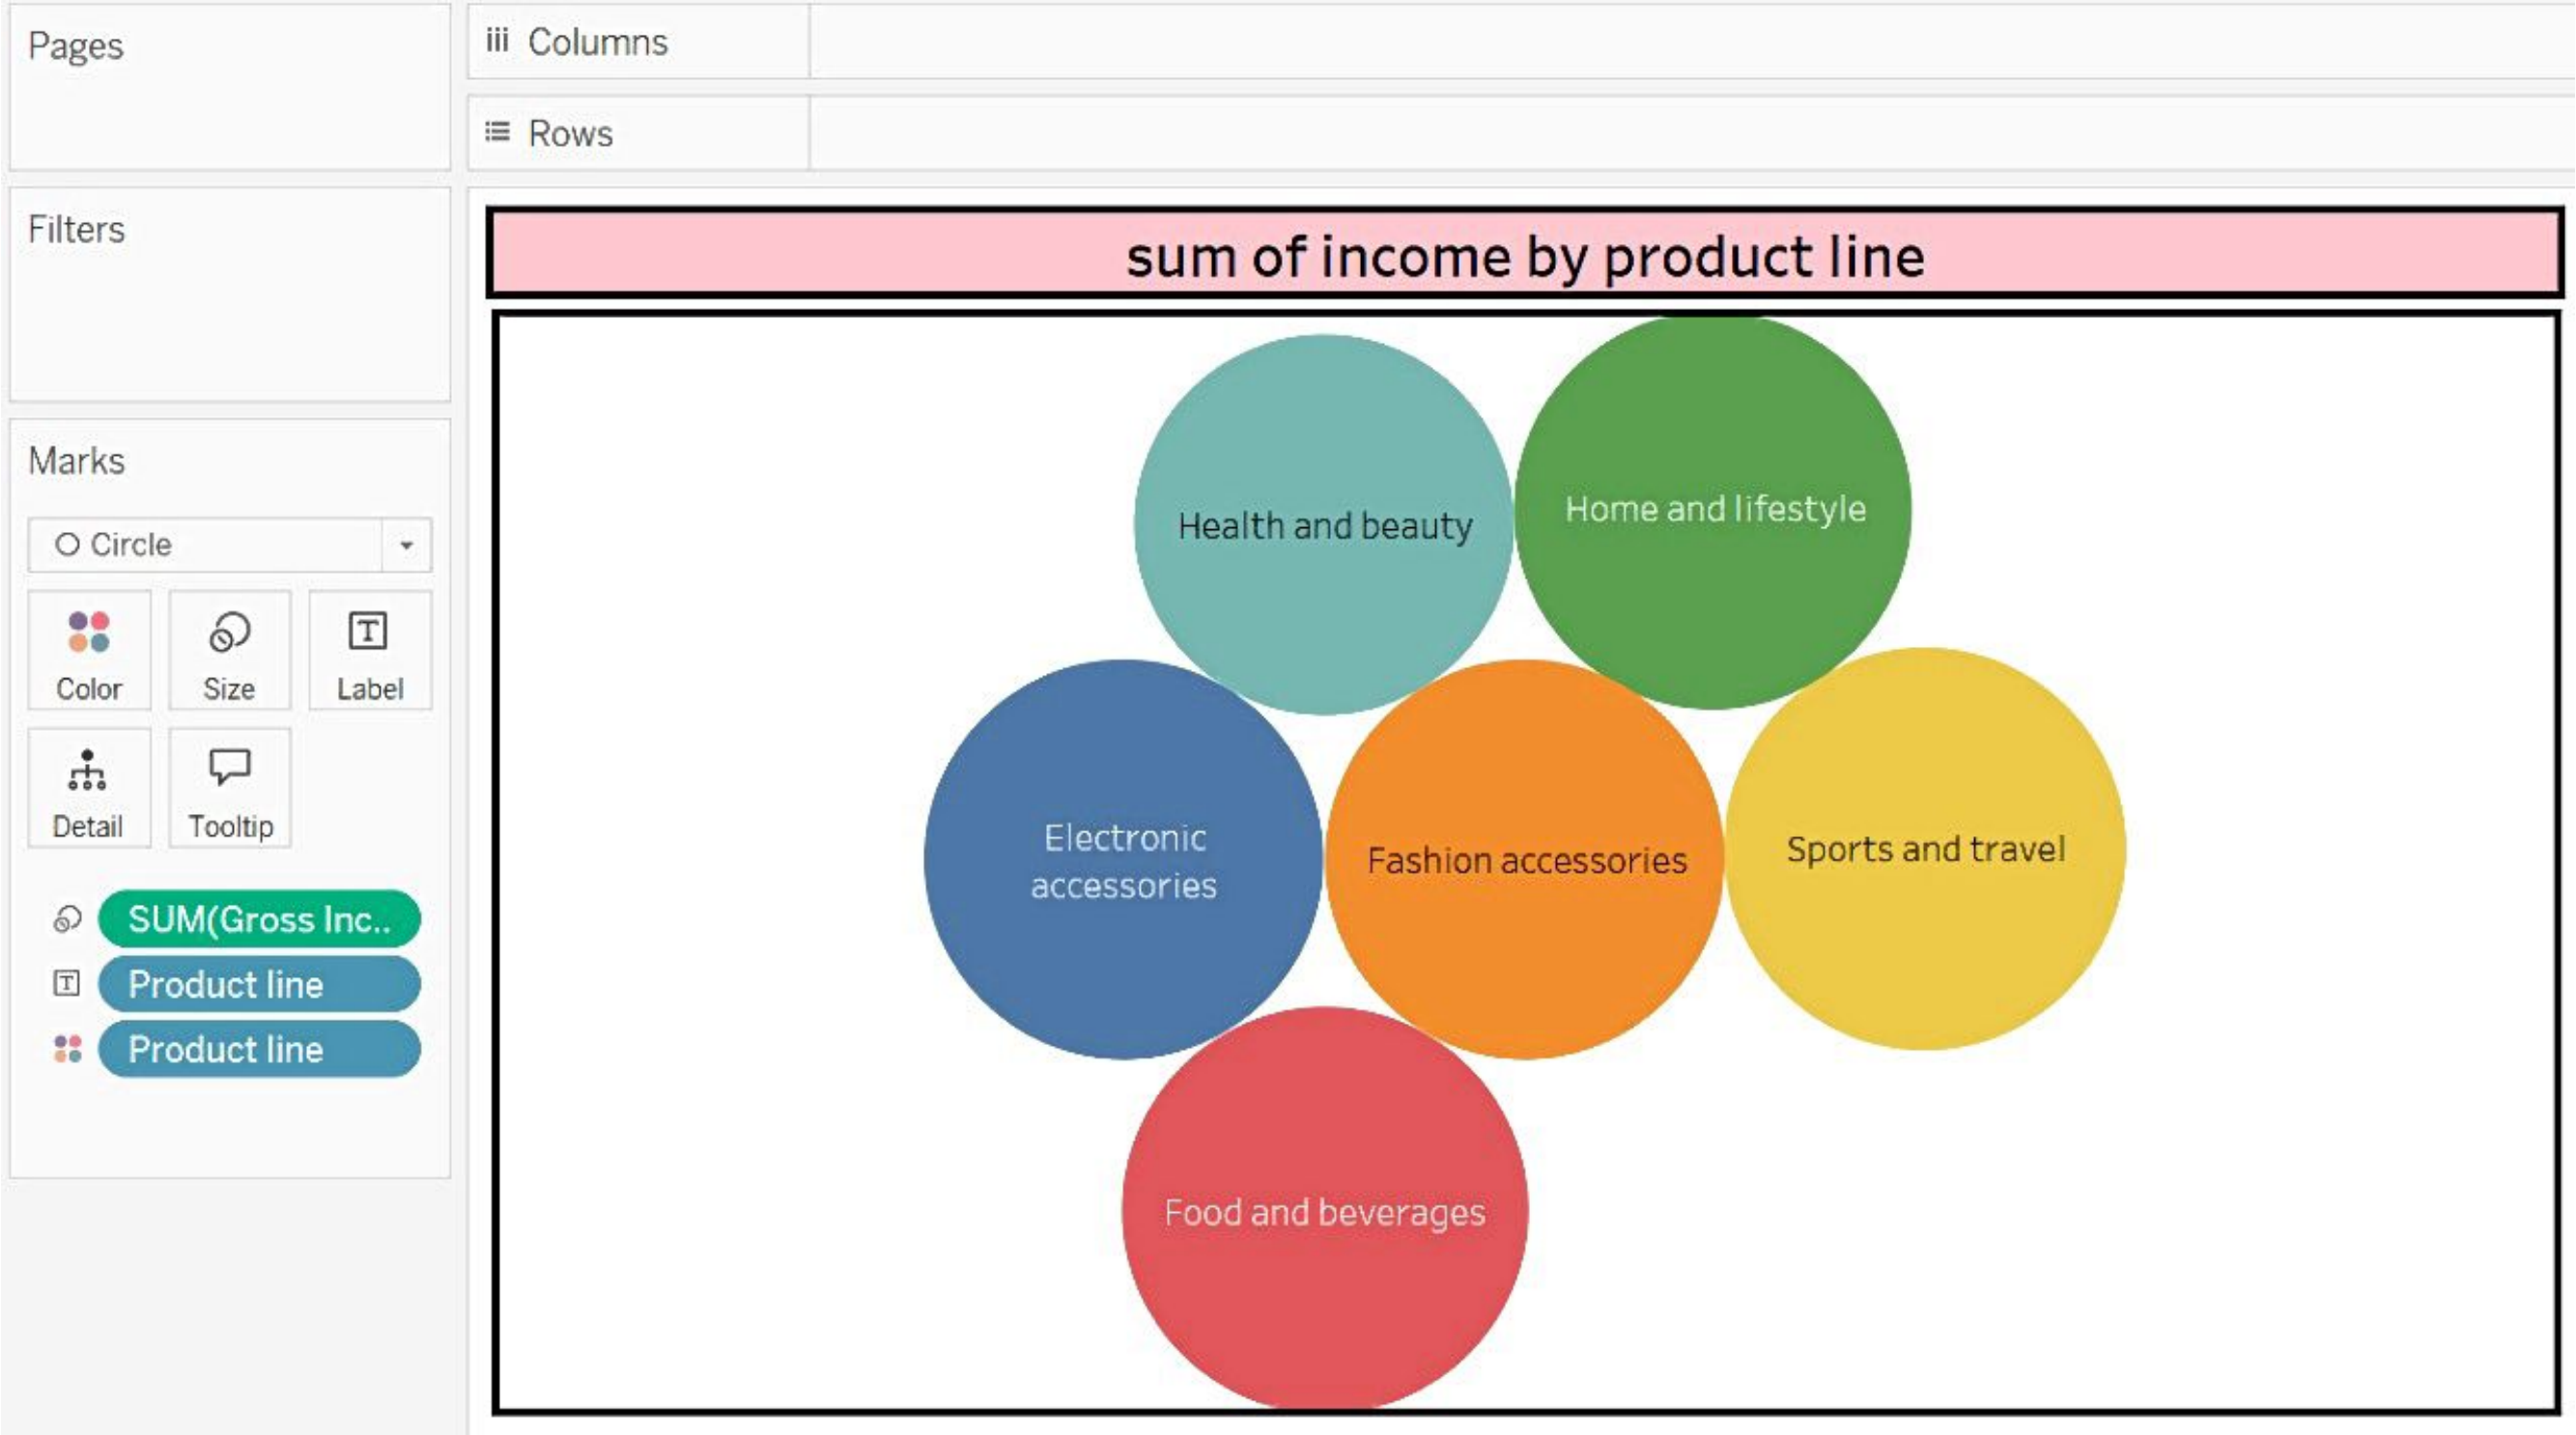 Pages
Columns
Rows
Filters
Marks
Circle
Color
Size
Label
Detail
Tooltip
SUM(Gross Inc..
Product line
Product line
sum of income by product line
Health and beauty
Home and lifestyle
Electronic
accessories
Fashion accessories
Sports and travel
Food and beverages